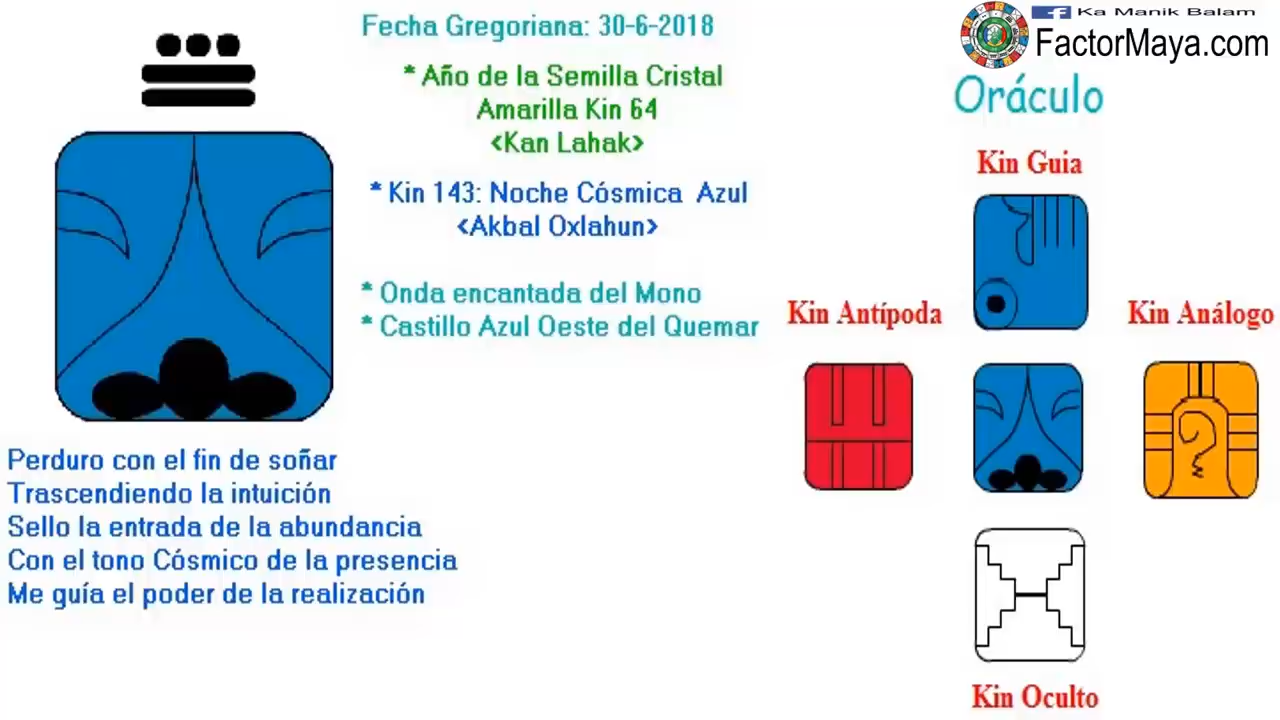 Fecha Gregoriana: 30-6-2018
* Año de la Semilla Cristal
Amarilla Kin 64
<Kan Lahak>
* Kin 143: Noche Cósmica Azul
<Akbal Oxlahun>
* Onda encantada del Mono
* Castillo Azul Oeste del Quemar
Perduro con el fin de soñar
Trascendiendo la intuición
Sello la entrada de la abundancia
Con el tono Cósmico de la presencia
Me guía el poder de la realización
f Ka Manik Balam
FactorMaya.com
Oráculo
Kin Guia
Kin Antípoda
Kin Análogo
Kin Oculto